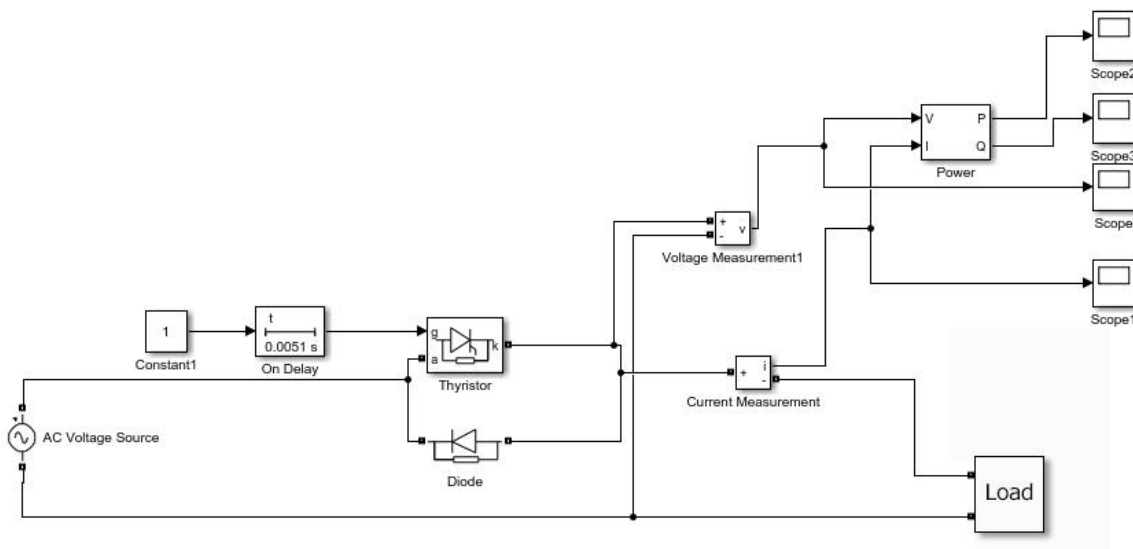 Scope2
V P
I Q
Power
Scope3
Scope
+
- v
Voltage Measurement1
Scope1
1
Constant1
t
0.0051 s
On Delay
g
a
k
Thyristor
+ i
-
Current Measurement
AC Voltage Source
Diode
Load